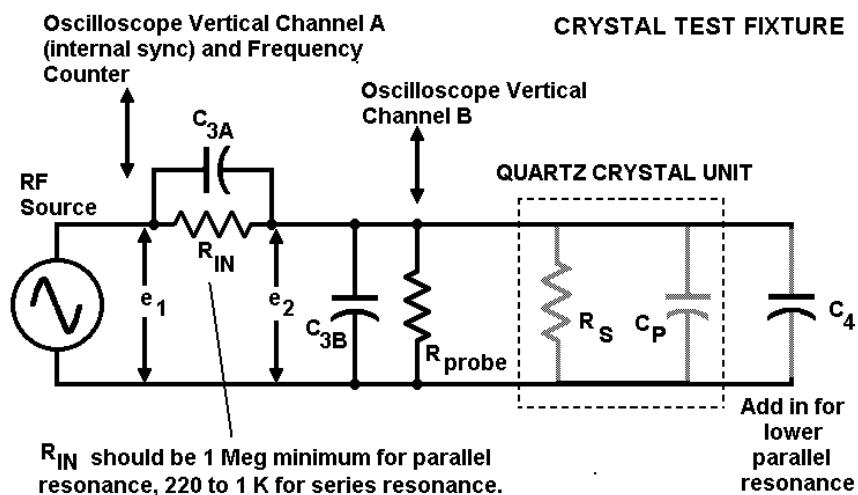 Oscilloscope Vertical Channel A
(internal sync) and Frequency
Counter
CRYSTAL TEST FIXTURE
Oscilloscope Vertical
Channel B
C3A
QUARTZ CRYSTAL UNIT
RF
Source
RIN
e1
e2
C3B
Rprobe
RS
CP
C4
Add in for
lower
parallel
resonance
RIN should be 1 Meg minimum for parallel
resonance, 220 to 1 K for series resonance.